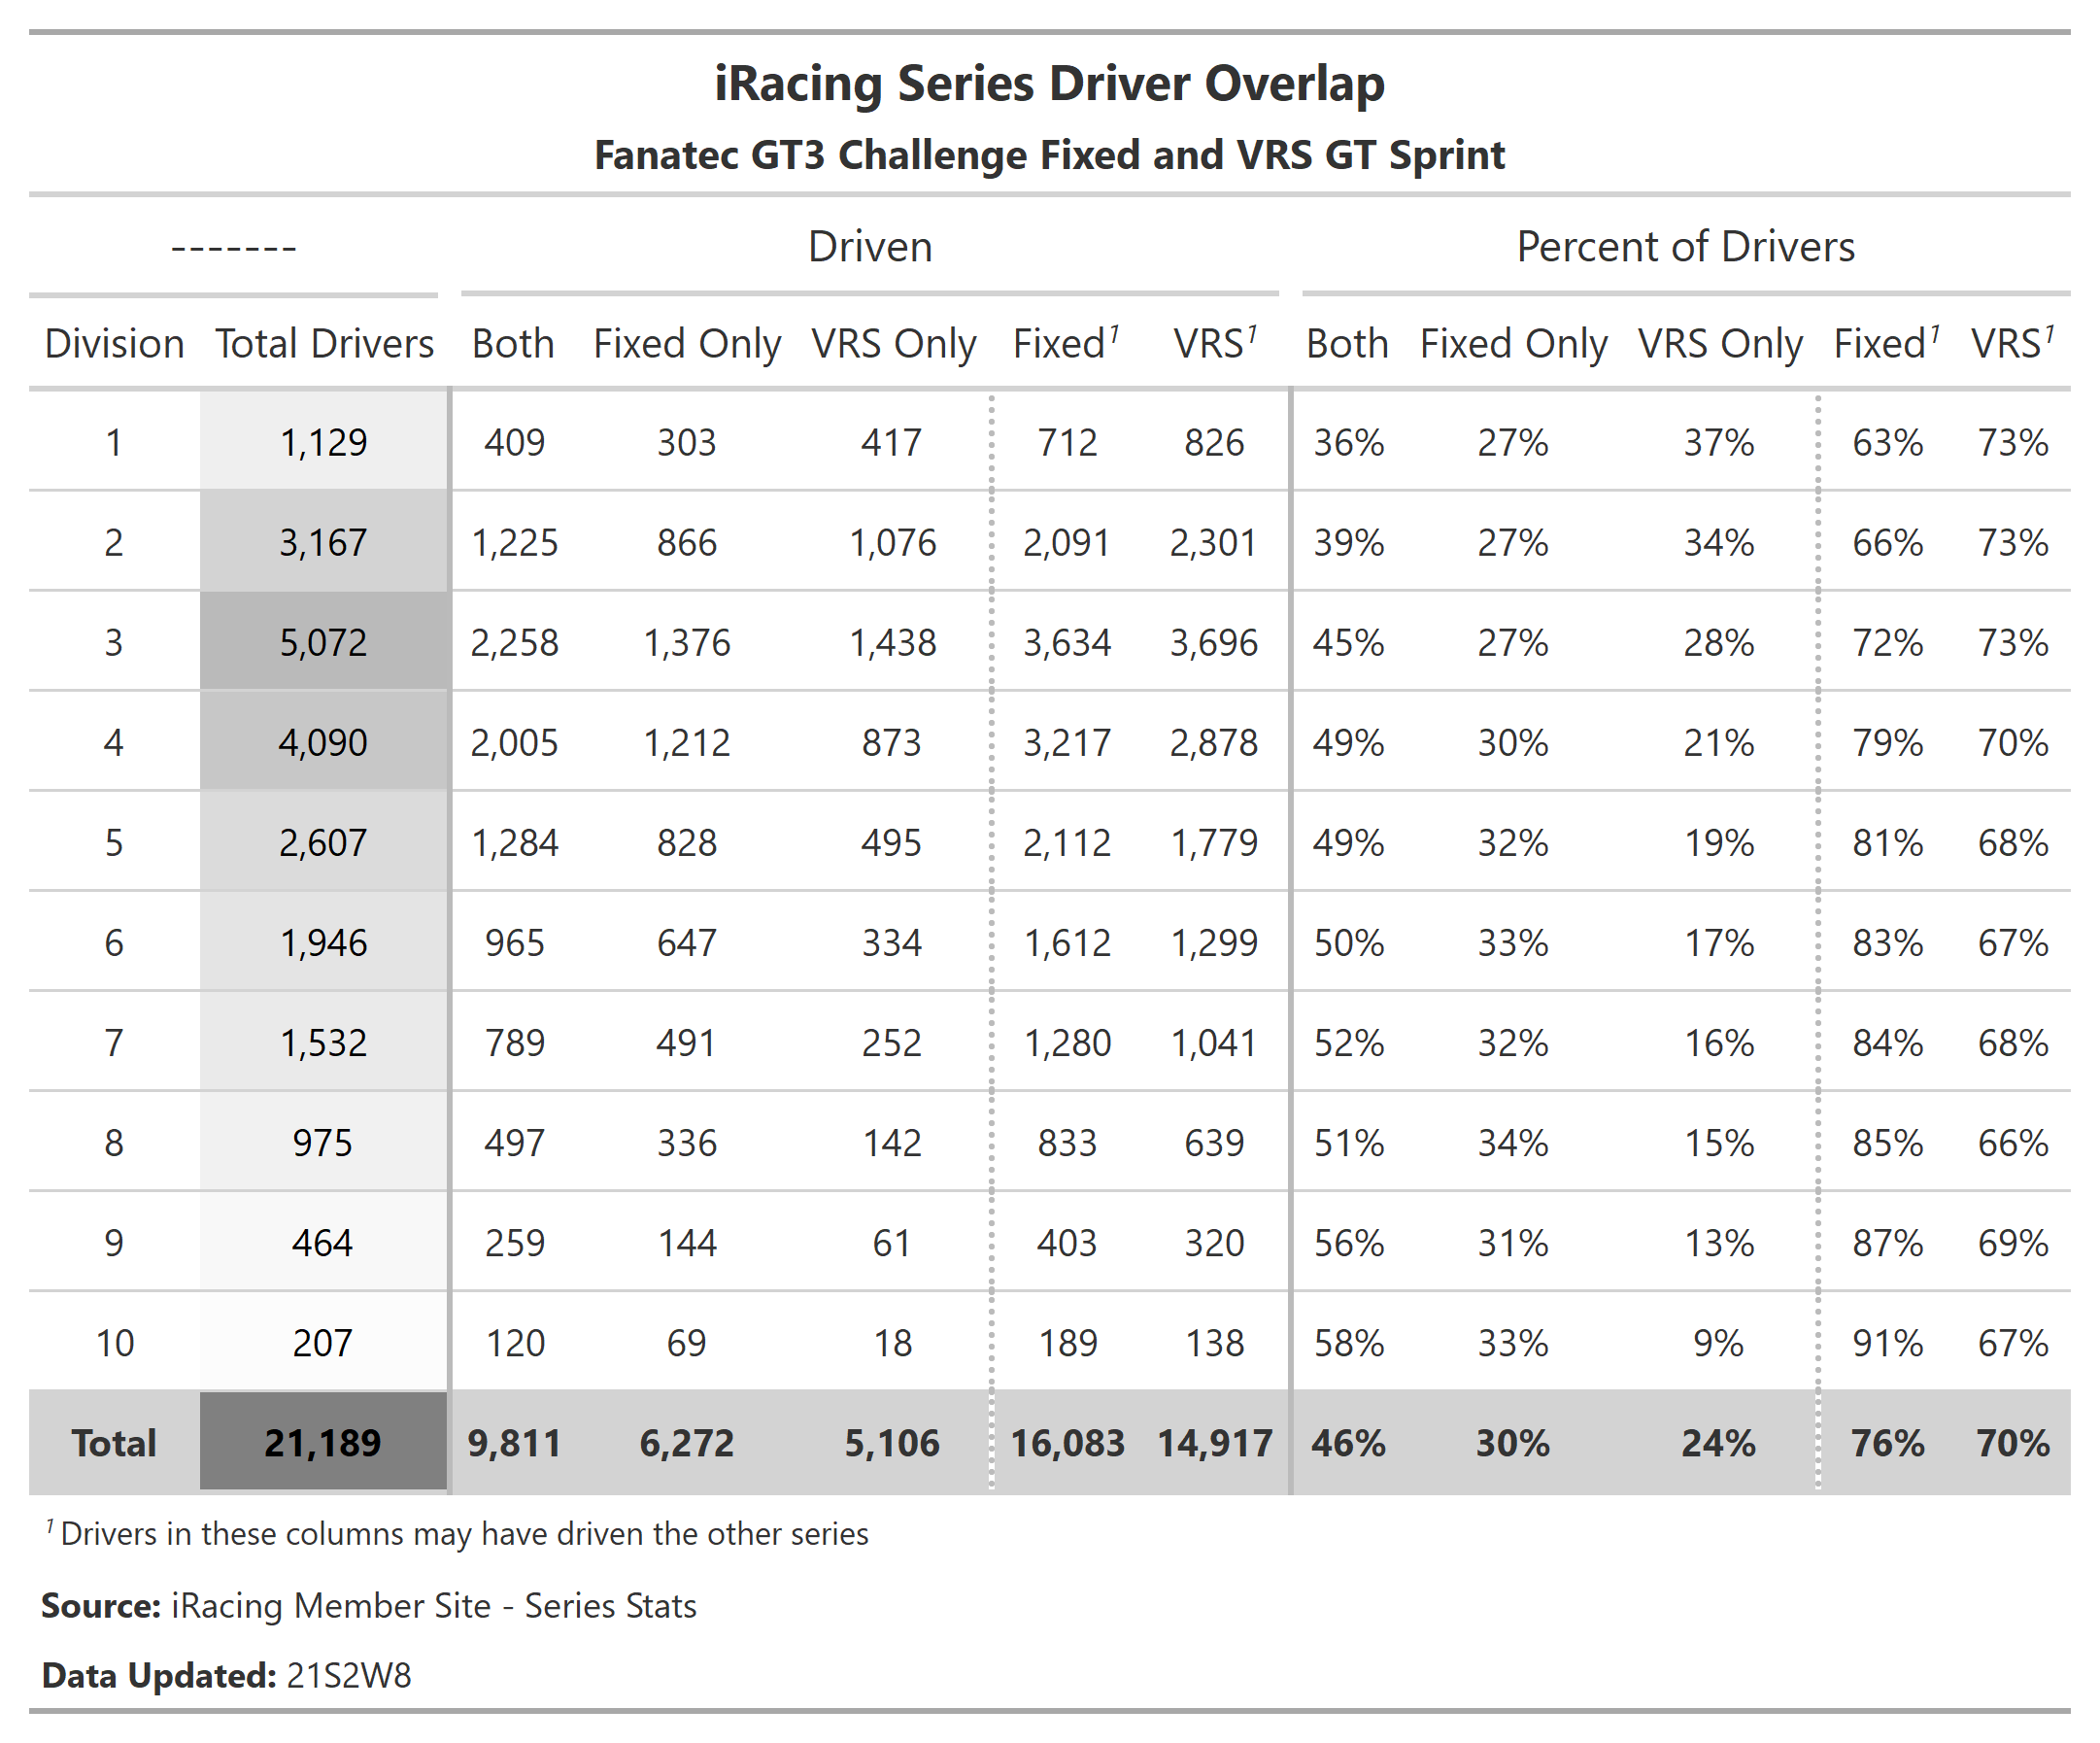 iRacing Series Driver Overlap
Fanatec GT3 Challenge Fixed and VRS GT Sprint
------- Driven Percent of Drivers
Division Total Drivers Both Fixed Only VRS Only Fixed¹ VRS¹ Both Fixed Only VRS Only Fixed¹ VRS¹
1 1,129 409 303 417 712 826 36% 27% 37% 63% 73%
2 3,167 1,225 866 1,076 2,091 2,301 39% 27% 34% 66% 73%
3 5,072 2,258 1,376 1,438 3,634 3,696 45% 27% 28% 72% 73%
4 4,090 2,005 1,212 873 3,217 2,878 49% 30% 21% 79% 70%
5 2,607 1,284 828 495 2,112 1,779 49% 32% 19% 81% 68%
6 1,946 965 647 334 1,612 1,299 50% 33% 17% 83% 67%
7 1,532 789 491 252 1,280 1,041 52% 32% 16% 84% 68%
8 975 497 336 142 833 639 51% 34% 15% 85% 66%
9 464 259 144 61 403 320 56% 31% 13% 87% 69%
10 207 120 69 18 189 138 58% 33% 9% 91% 67%
Total 21,189 9,811 6,272 5,106 16,083 14,917 46% 30% 24% 76% 70%
¹ Drivers in these columns may have driven the other series
Source: iRacing Member Site - Series Stats
Data Updated: 21S2W8